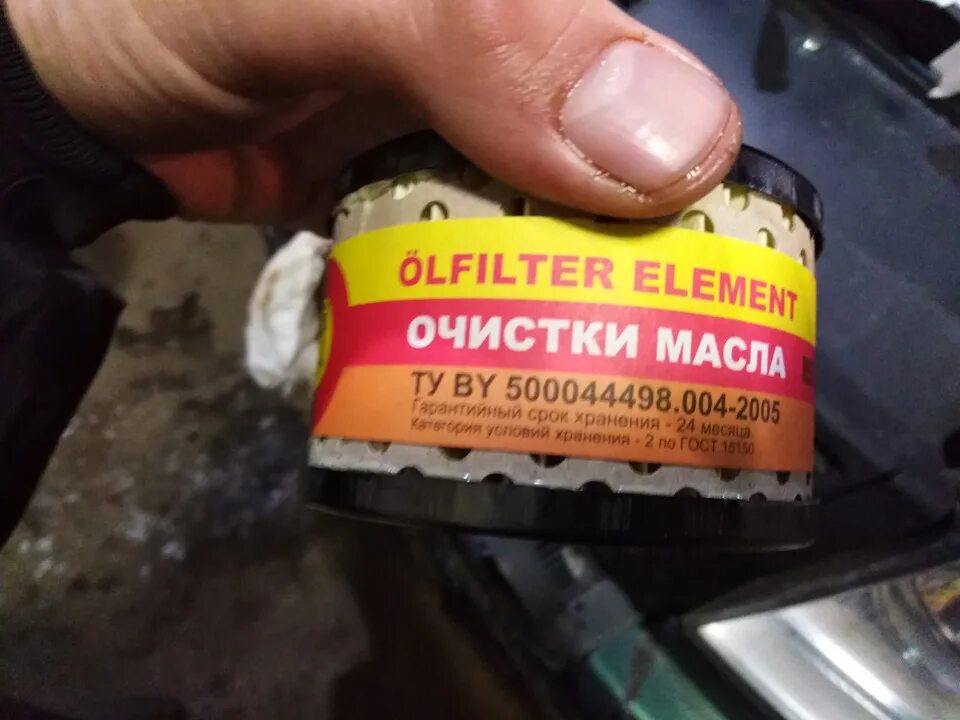 ÖLFILTER ELEMENT
ОЧИСТКИ МАСЛА
ТУ BY 500044498.004-2005
Гарантийный срок хранения - 24 месяца
Категория условий хранения - 2 по ГОСТ 15150